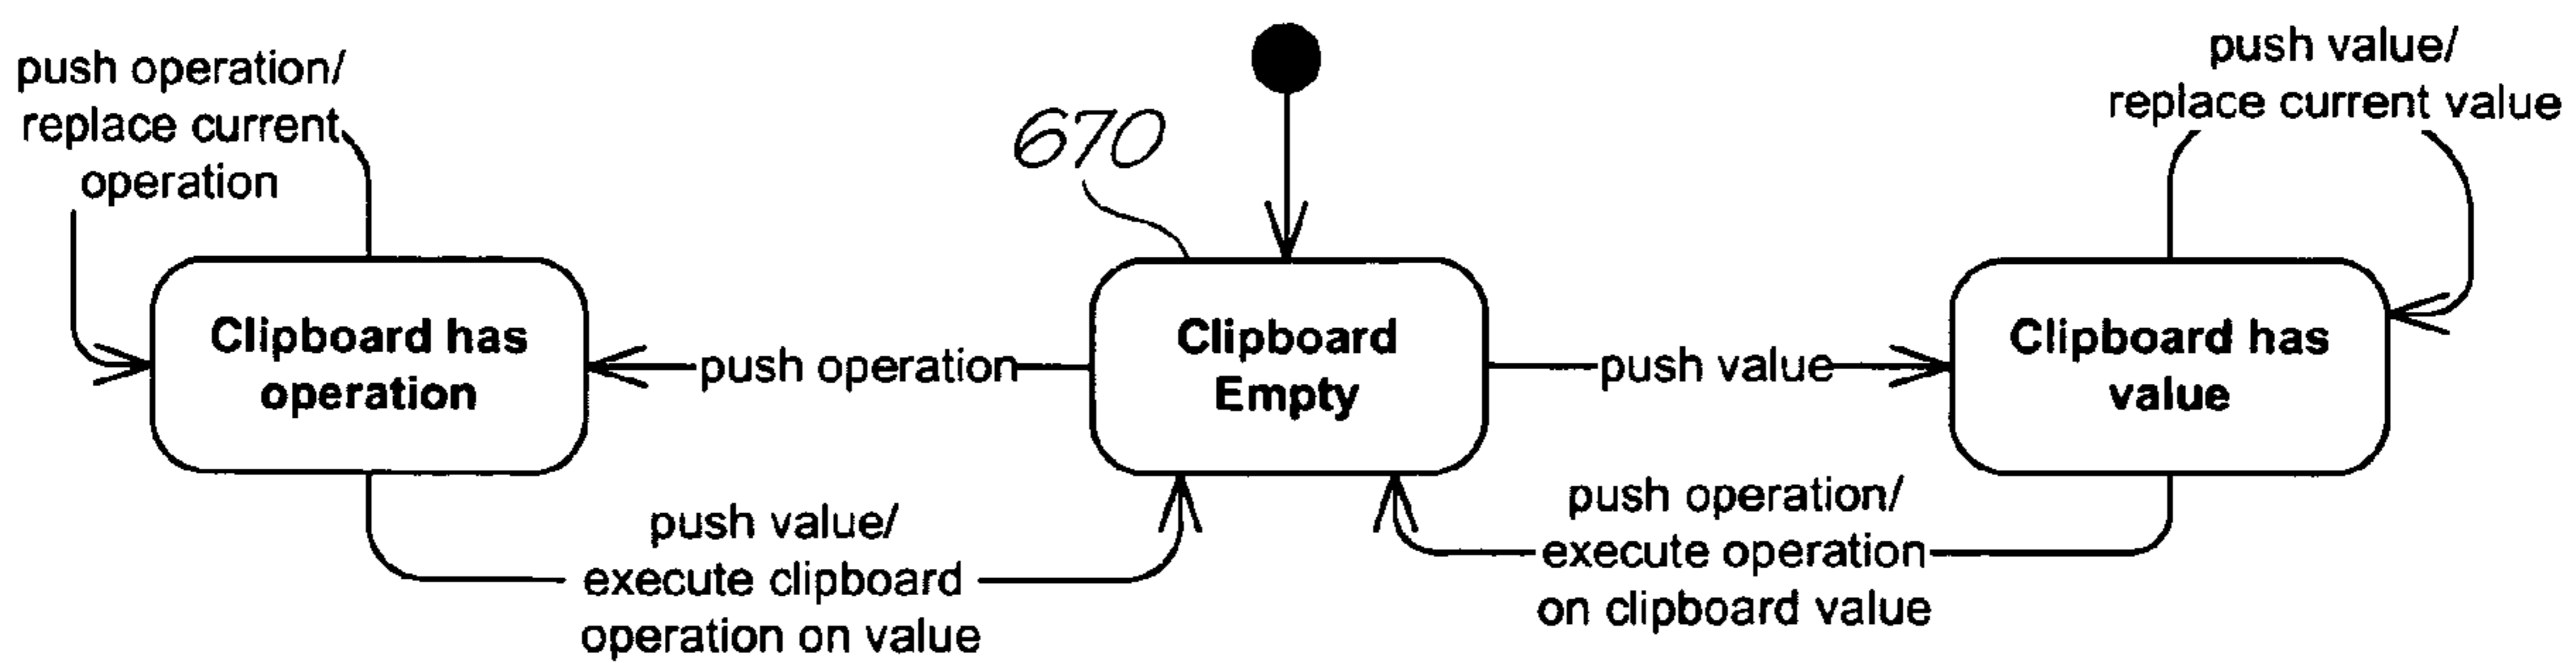 push operation/
replace current
operation
670
push value/
replace current value
Clipboard has
operation
push operation
Clipboard
Empty
push value
Clipboard has
value
push value/
execute clipboard
operation on value
push operation/
execute operation
on clipboard value